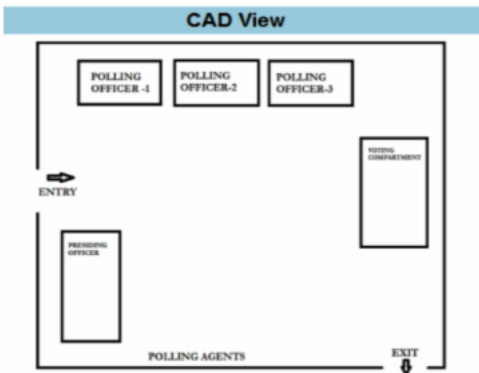 CAD View
POLLING
OFFICER -1
POLLING
OFFICER-2
POLLING
OFFICER-3
VOTING
COMPARTMENT
ENTRY
PRESIDING
OFFICER
POLLING AGENTS
EXIT